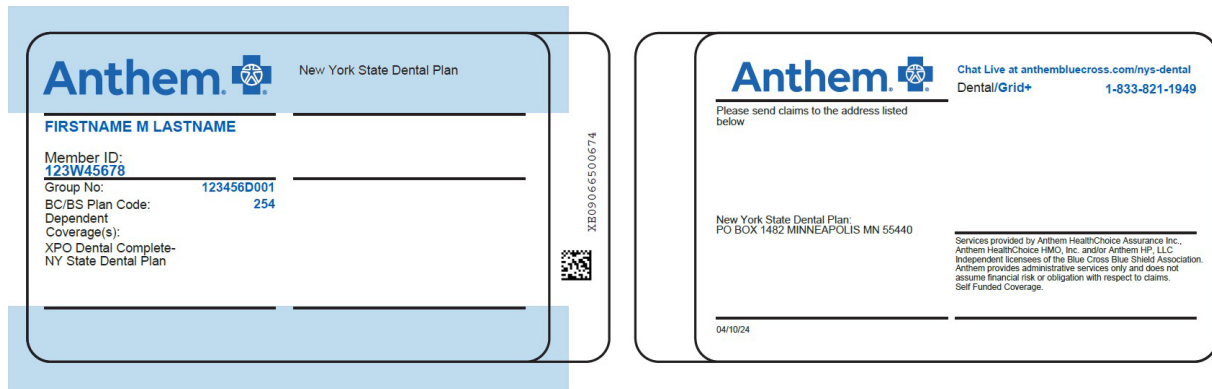 Anthem.
New York State Dental Plan
FIRSTNAME M LASTNAME
Member ID:
123W45678
Group No: 123456D001
BC/BS Plan Code: 254
Dependent
Coverage(s):
XPO Dental Complete-
NY State Dental Plan
XE09066500674
Anthem.
Chat Live at anthembluecross.com/nys-dental
Dental/Grid+ 1-833-821-1949
Please send claims to the address listed
below
New York State Dental Plan:
PO BOX 1482 MINNEAPOLIS MN 55440
Services provided by Anthem HealthChoice Assurance Inc.,
Anthem HealthChoice HMO, Inc. and/or Anthem HP, LLC
Independent licensees of the Blue Cross Blue Shield Association.
Anthem provides administrative services only and does not
assume financial risk or obligation with respect to claims.
Self Funded Coverage.
04/10/24